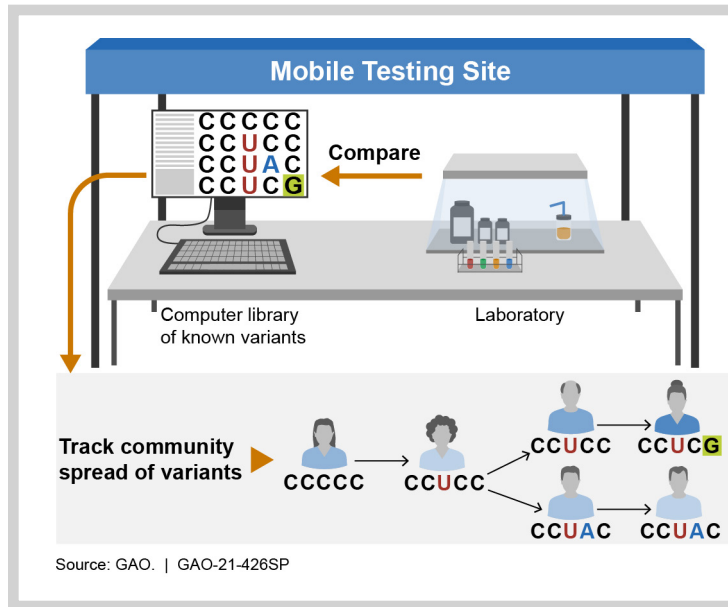 Mobile Testing Site
CCCCC
CCUCC
CCUAC
CCUCG
Compare
Computer library
of known variants
Laboratory
Track community
spread of variants
CCCCC
CCUCC
CCUCC
CCUCG
CCUAC
CCUAC
Source: GAO. | GAO-21-426SP